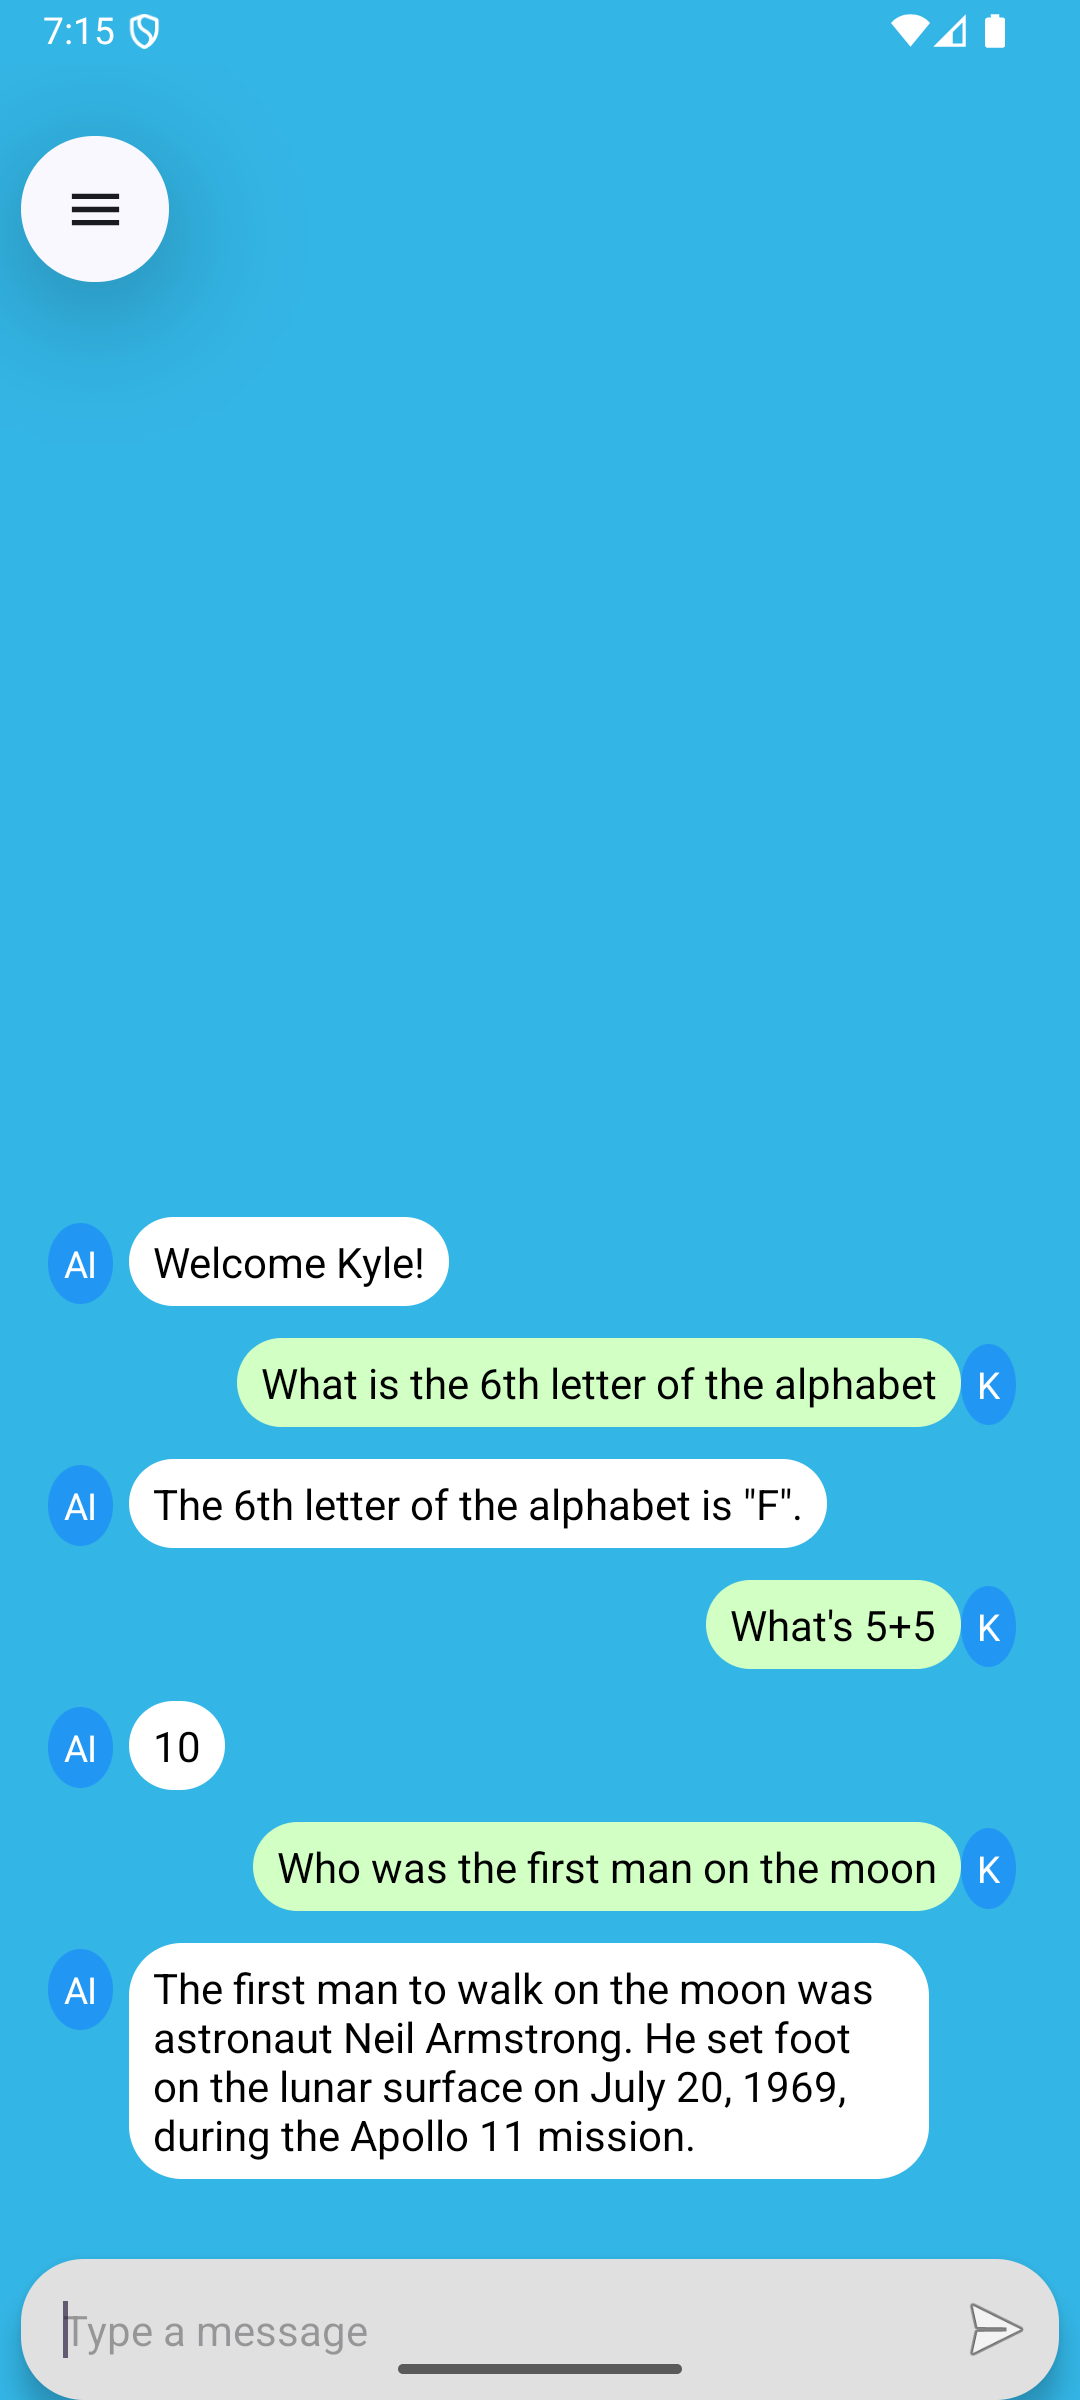 7:15
AI
Welcome Kyle!
What is the 6th letter of the alphabet
K
AI
The 6th letter of the alphabet is "F".
What's 5+5
K
AI
10
Who was the first man on the moon
K
AI
The first man to walk on the moon was
astronaut Neil Armstrong. He set foot
on the lunar surface on July 20, 1969,
during the Apollo 11 mission.
Type a message